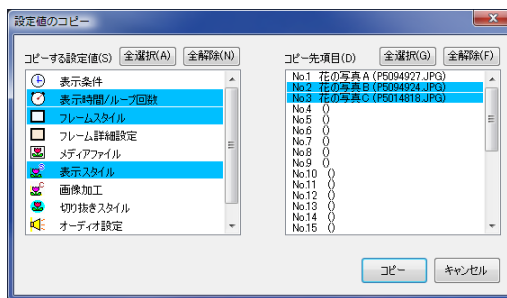 設定値のコピー
コピーする設定値(S) 全選択(A) 全解除(N)
表示条件
表示時間/ループ回数
フレームスタイル
フレーム詳細設定
メディアファイル
表示スタイル
画像加工
切り抜きスタイル
オーディオ設定
コピー先項目(D) 全選択(G) 全解除(F)
No.1 花の写真A (P5094927.JPG)
No.2 花の写真B (P5094924.JPG)
No.3 花の写真C (P5014818.JPG)
No.4 ()
No.5 ()
No.6 ()
No.7 ()
No.8 ()
No.9 ()
No.10 ()
No.11 ()
No.12 ()
No.13 ()
No.14 ()
No.15 ()
コピー キャンセル